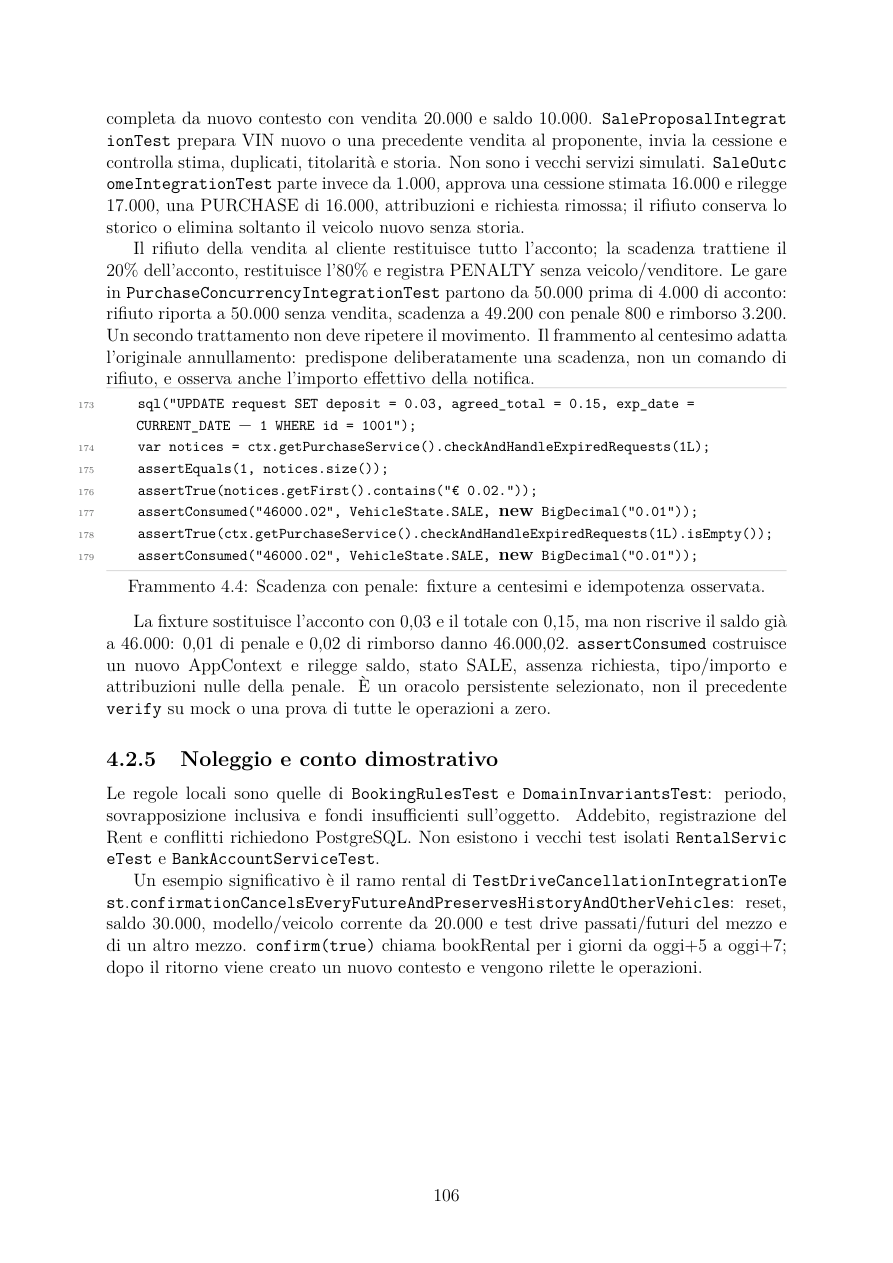 completa da nuovo contesto con vendita 20.000 e saldo 10.000. SaleProposalIntegrat
ionTest prepara VIN nuovo o una precedente vendita al proponente, invia la cessione e
controlla stima, duplicati, titolarità e storia. Non sono i vecchi servizi simulati. SaleOutc
omeIntegrationTest parte invece da 1.000, approva una cessione stimata 16.000 e rilegge
17.000, una PURCHASE di 16.000, attribuzioni e richiesta rimossa; il rifiuto conserva lo
storico o elimina soltanto il veicolo nuovo senza storia.
Il rifiuto della vendita al cliente restituisce tutto l'acconto; la scadenza trattiene il
20% dell'acconto, restituisce l'80% e registra PENALTY senza veicolo/venditore. Le gare
in PurchaseConcurrencyIntegrationTest partono da 50.000 prima di 4.000 di acconto:
rifiuto riporta a 50.000 senza vendita, scadenza a 49.200 con penale 800 e rimborso 3.200.
Un secondo trattamento non deve ripetere il movimento. Il frammento al centesimo adatta
l'originale annullamento: predispone deliberatamente una scadenza, non un comando di
rifiuto, e osserva anche l'importo effettivo della notifica.
173 sql("UPDATE request SET deposit = 0.03, agreed_total = 0.15, exp_date =
CURRENT_DATE − 1 WHERE id = 1001");
174 var notices = ctx.getPurchaseService().checkAndHandleExpiredRequests(1L);
175 assertEquals(1, notices.size());
176 assertTrue(notices.getFirst().contains("€ 0.02."));
177 assertConsumed("46000.02", VehicleState.SALE, new BigDecimal("0.01"));
178 assertTrue(ctx.getPurchaseService().checkAndHandleExpiredRequests(1L).isEmpty());
179 assertConsumed("46000.02", VehicleState.SALE, new BigDecimal("0.01"));
Frammento 4.4: Scadenza con penale: fixture a centesimi e idempotenza osservata.
La fixture sostituisce l'acconto con 0,03 e il totale con 0,15, ma non riscrive il saldo già
a 46.000: 0,01 di penale e 0,02 di rimborso danno 46.000,02. assertConsumed costruisce
un nuovo AppContext e rilegge saldo, stato SALE, assenza richiesta, tipo/importo e
attribuzioni nulle della penale. È un oracolo persistente selezionato, non il precedente
verify su mock o una prova di tutte le operazioni a zero.
4.2.5 Noleggio e conto dimostrativo
Le regole locali sono quelle di BookingRulesTest e DomainInvariantsTest: periodo,
sovrapposizione inclusiva e fondi insufficienti sull'oggetto. Addebito, registrazione del
Rent e conflitti richiedono PostgreSQL. Non esistono i vecchi test isolati RentalServic
eTest e BankAccountServiceTest.
Un esempio significativo è il ramo rental di TestDriveCancellationIntegrationTe
st.confirmationCancelsEveryFutureAndPreservesHistoryAndOtherVehicles: reset,
saldo 30.000, modello/veicolo corrente da 20.000 e test drive passati/futuri del mezzo e
di un altro mezzo. confirm(true) chiama bookRental per i giorni da oggi+5 a oggi+7;
dopo il ritorno viene creato un nuovo contesto e vengono rilette le operazioni.
106